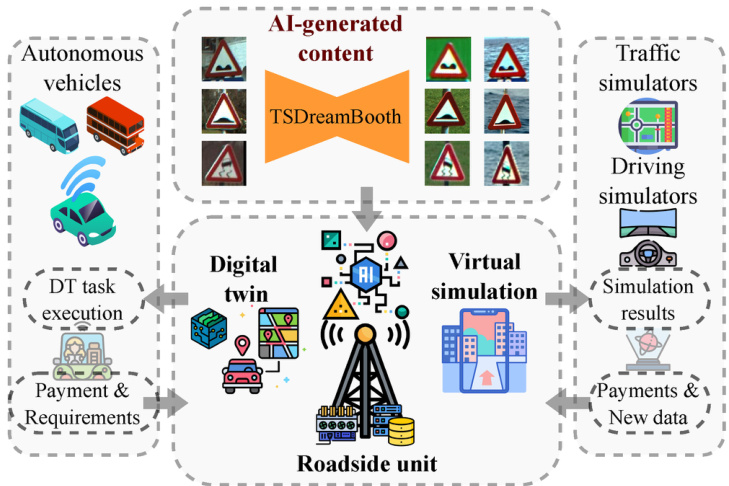 AI-generated
content
TSDreamBooth
Autonomous
vehicles
DT task
execution
Payment &
Requirements
Digital
twin
AI
Virtual
simulation
Roadside unit
Traffic
simulators
Driving
simulators
Simulation
results
Payments &
New data